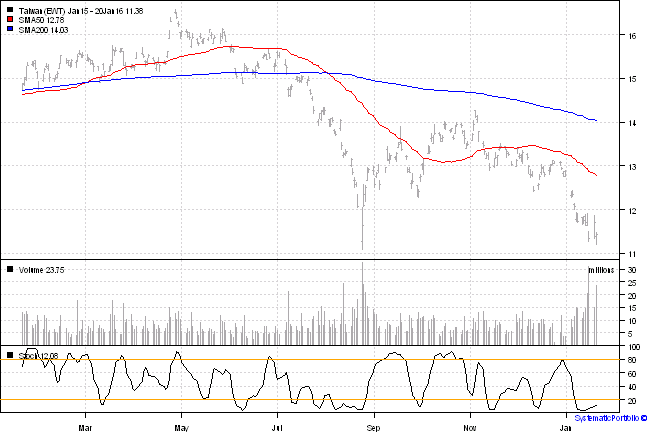 Taiwan (EWT) Jan15 - 20Jan16 11.38
SMA50 12.78
SMA200 14.03
16
15
14
13
12
11
Volume 23.75
millions
30
25
20
15
10
5
Stoch 12.08
100
80
60
40
20
Mar May Jul Sep Nov Jan
SystematicPortfolio ©